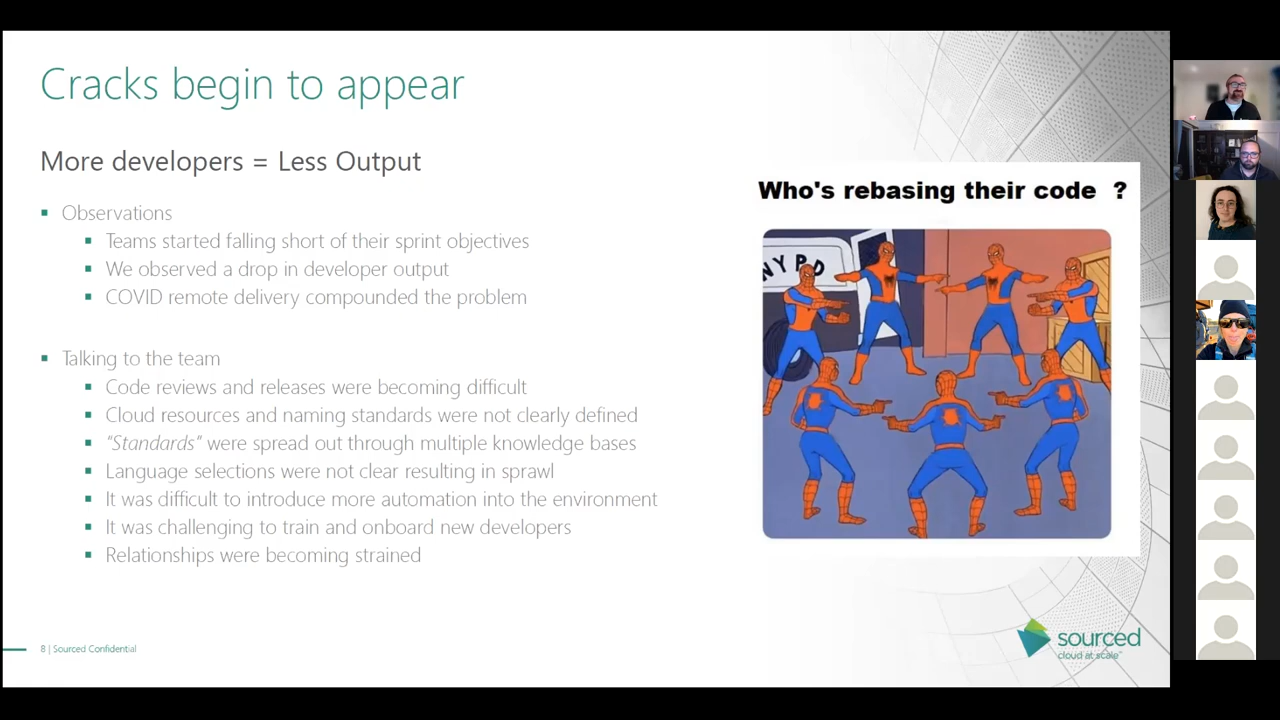 Cracks begin to appear
More developers = Less Output
Observations
Teams started falling short of their sprint objectives
We observed a drop in developer output
COVID remote delivery compounded the problem
Talking to the team
Code reviews and releases were becoming difficult
Cloud resources and naming standards were not clearly defined
"Standards" were spread out through multiple knowledge bases
Language selections were not clear resulting in sprawl
It was difficult to introduce more automation into the environment
It was challenging to train and onboard new developers
Relationships were becoming strained
Who's rebasing their code ?
NYPD
8 | Sourced Confidential
sourced
cloud at scale™